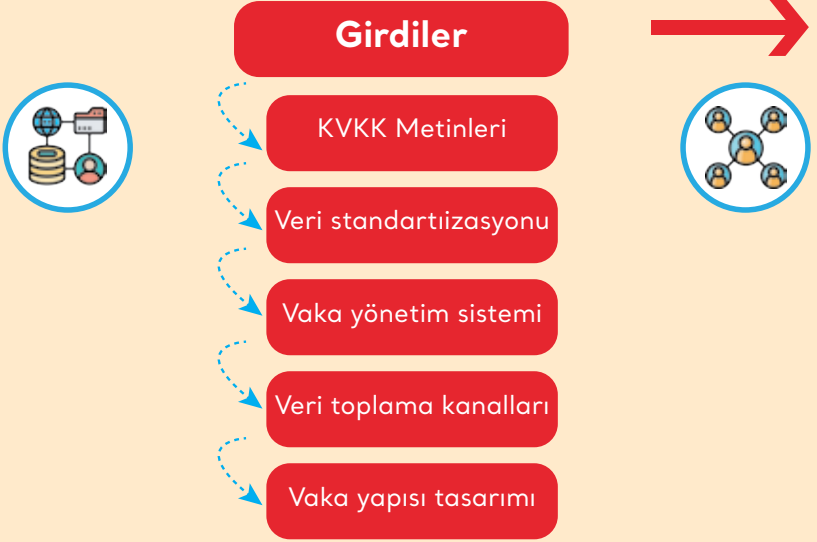 Girdiler
KVKK Metinleri
Veri standartıizasyonu
Vaka yönetim sistemi
Veri toplama kanalları
Vaka yapısı tasarımı